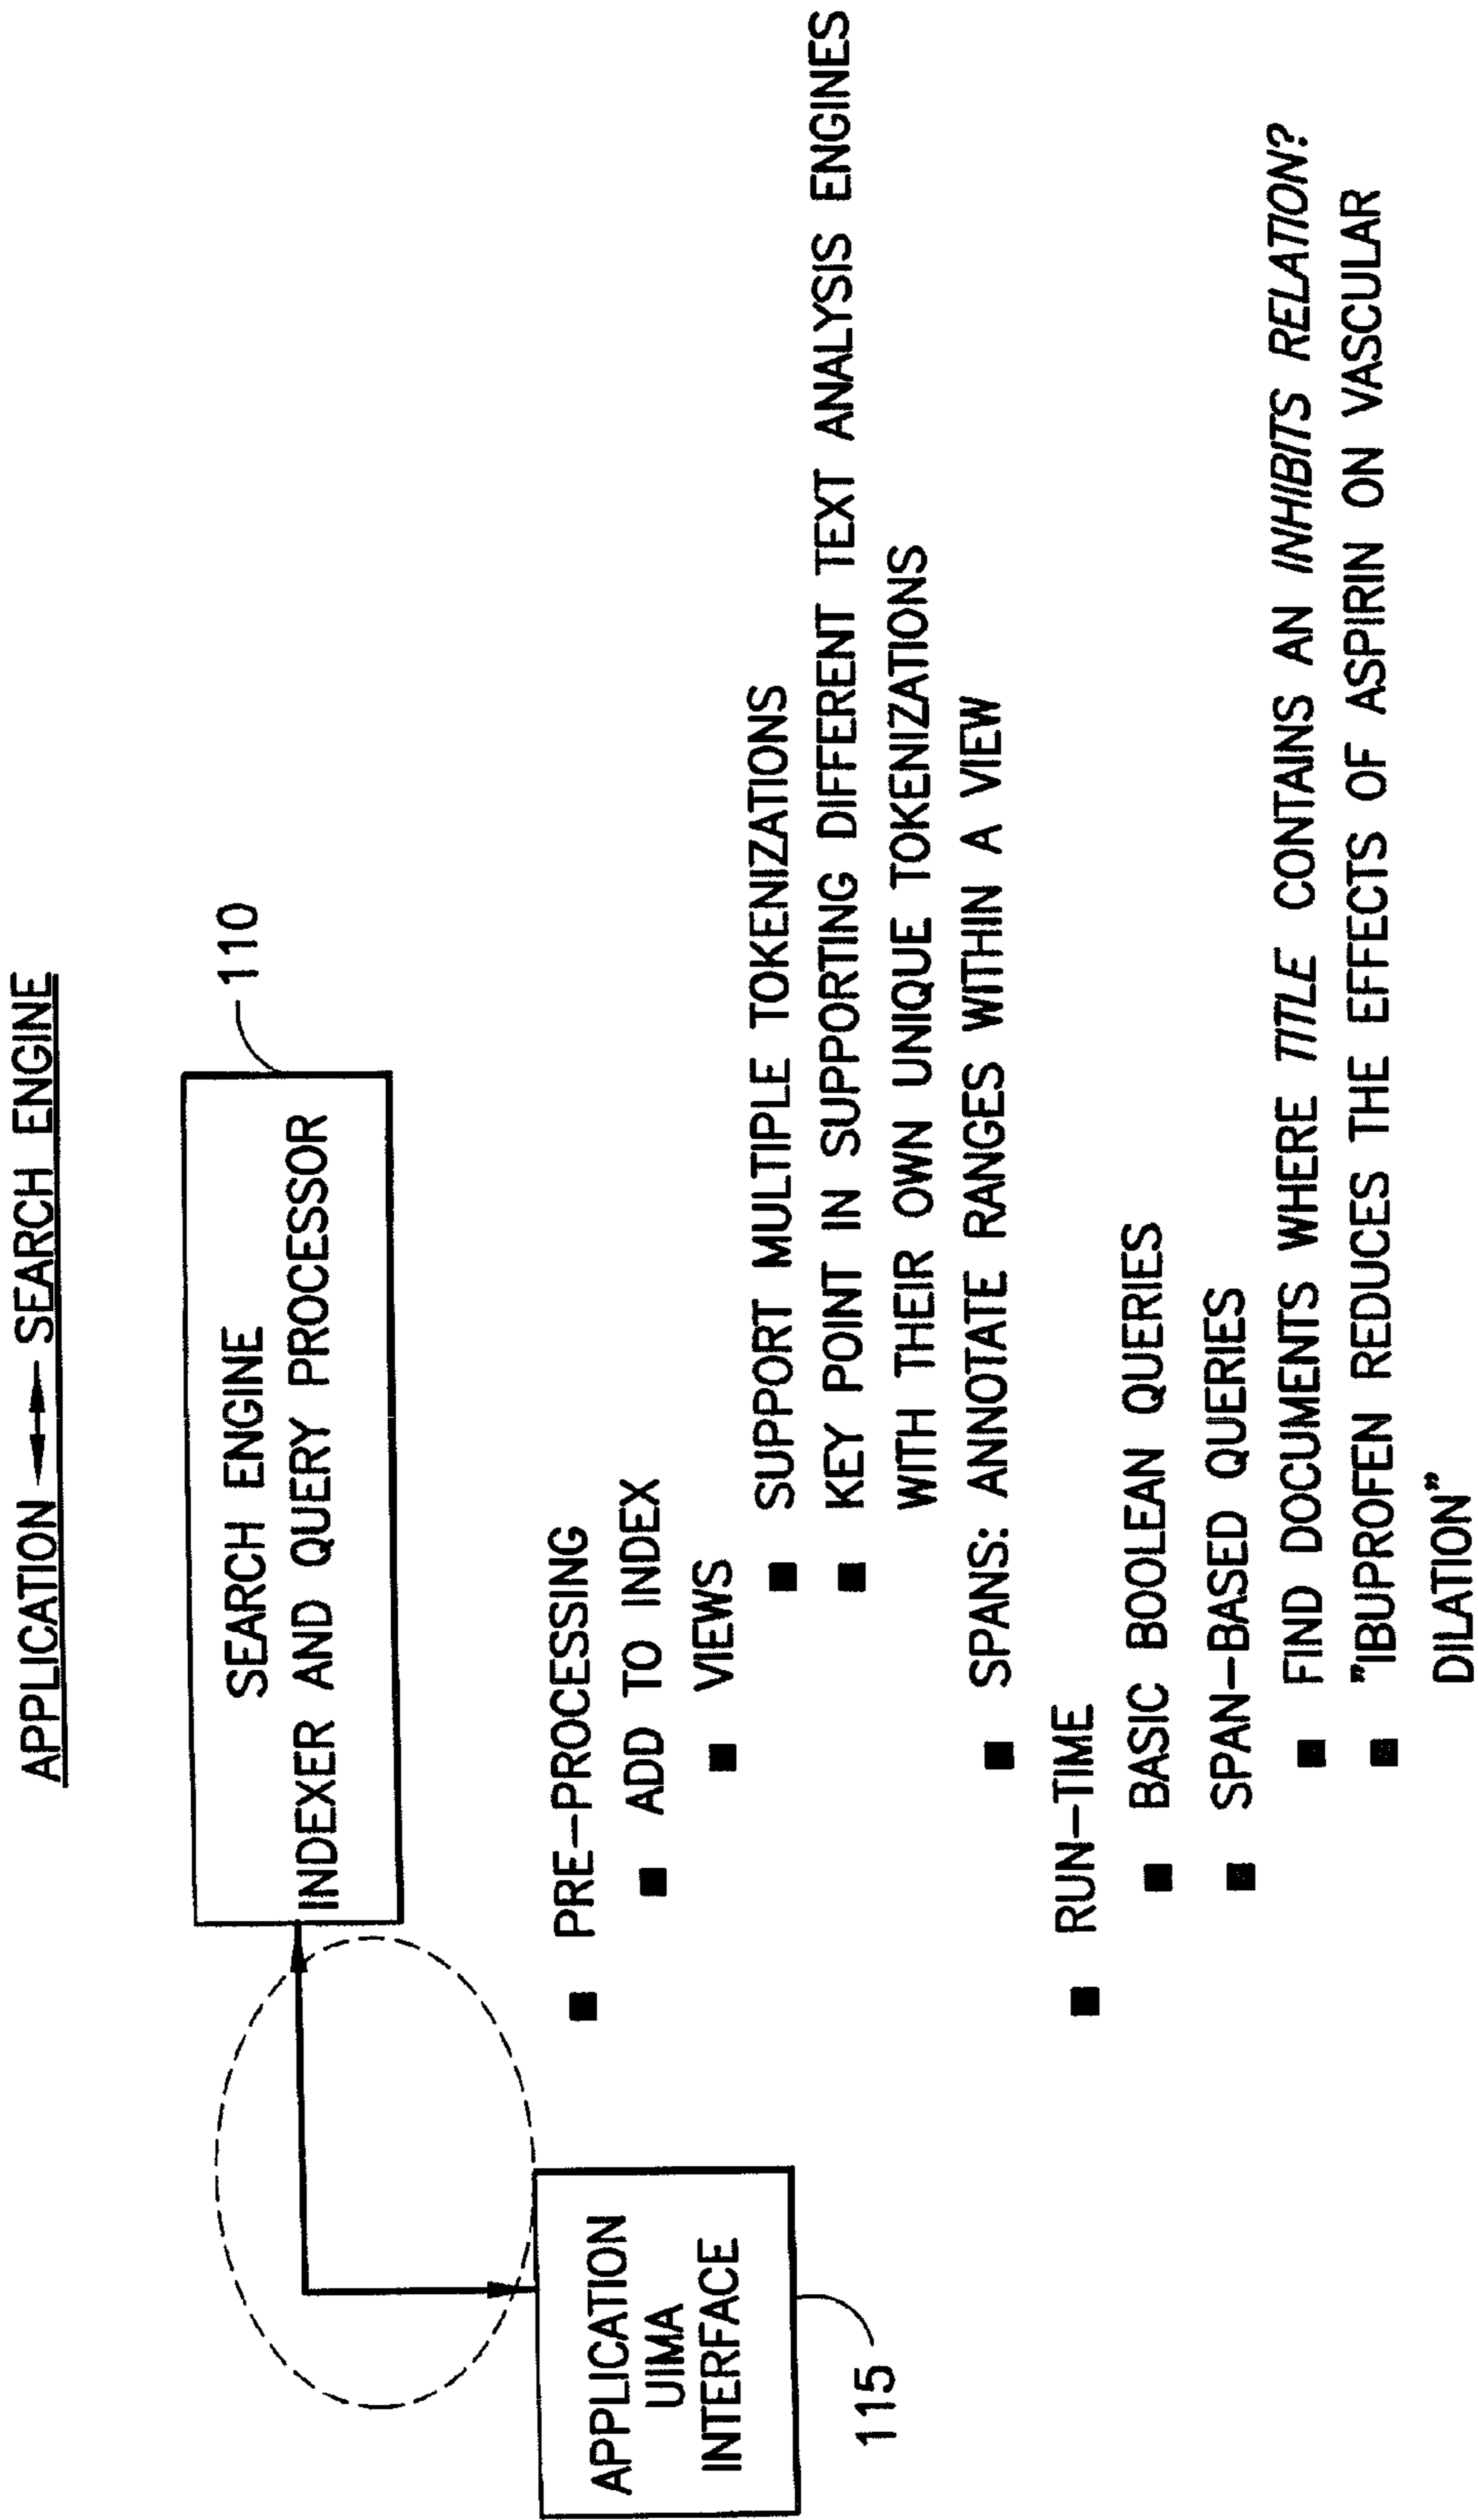 APPLICATION ↔ SEARCH ENGINE
110
SEARCH ENGINE
INDEXER AND QUERY PROCESSOR
APPLICATION
UIMA
INTERFACE
115
■ PRE-PROCESSING
■ ADD TO INDEX
■ VIEWS
■ SUPPORT MULTIPLE TOKENIZATIONS
■ KEY POINT IN SUPPORTING DIFFERENT TEXT ANALYSIS ENGINES
WITH THEIR OWN UNIQUE TOKENIZATIONS
■ SPANS: ANNOTATE RANGES WITHIN A VIEW
■ RUN-TIME
■ BASIC BOOLEAN QUERIES
■ SPAN-BASED QUERIES
■ FIND DOCUMENTS WHERE TITLE CONTAINS AN INHIBITS RELATION?
■ "IBUPROFEN REDUCES THE EFFECTS OF ASPIRIN ON VASCULAR
DILATION"